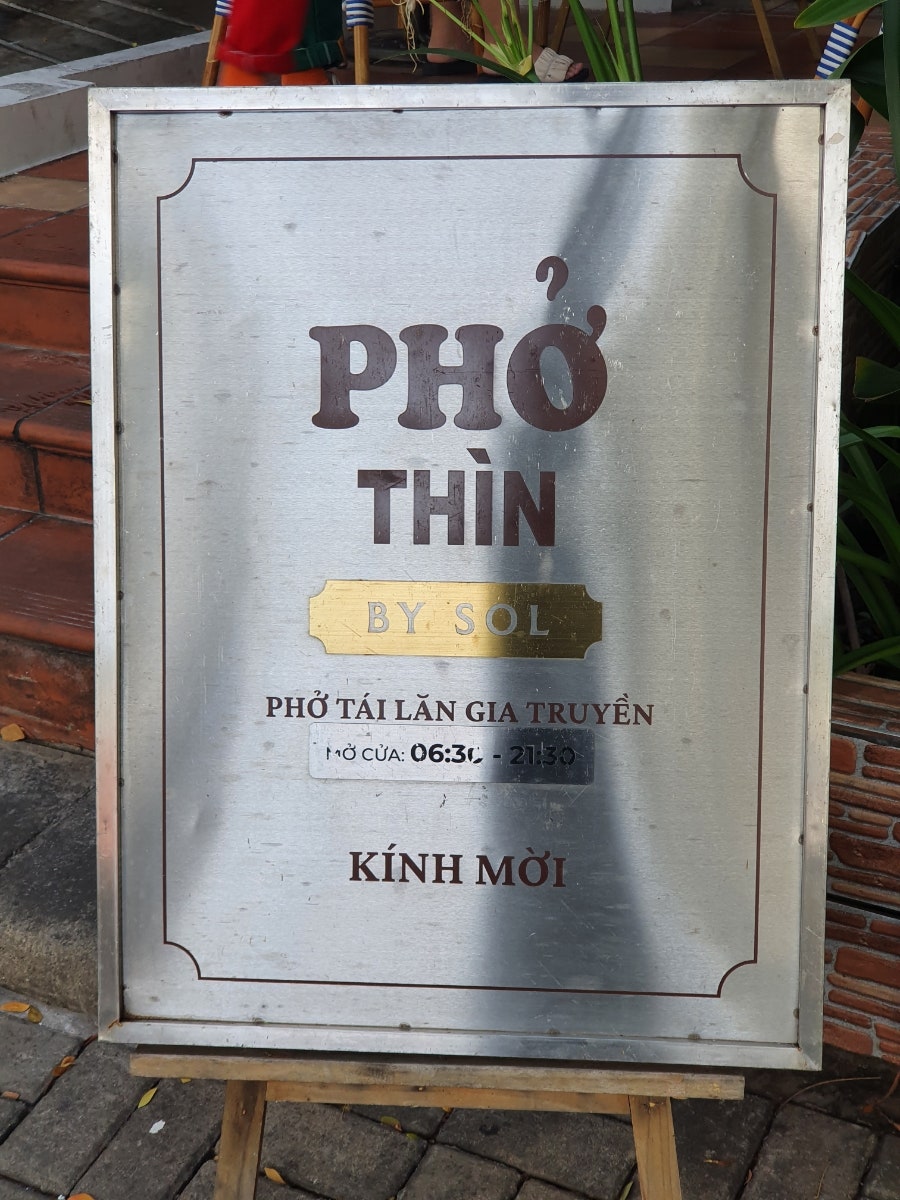 PHỞ
THÌN
BY SOL
PHỞ TÁI LĂN GIA TRUYỀN
MỞ CỬA: 06:30 - 21:30
KÍNH MỜI